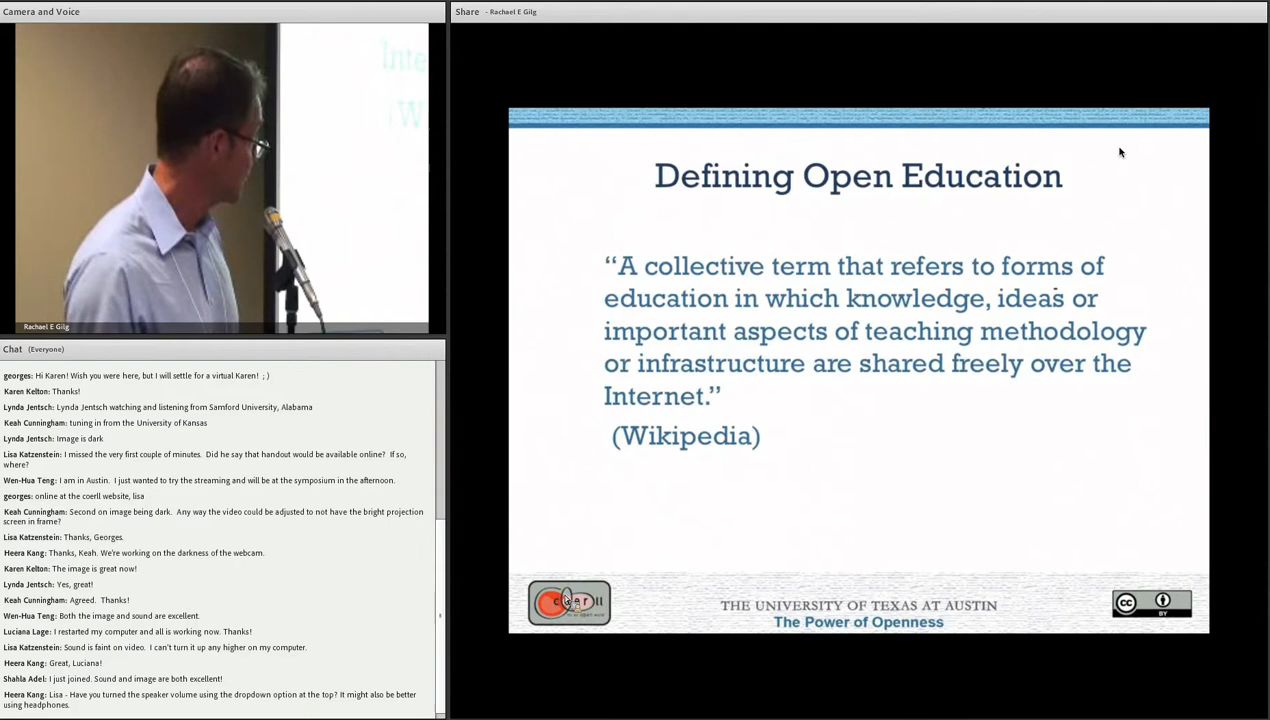 Camera and Voice
Inte
(W
Rachael E Gilg
Chat (Everyone)
georges: Hi Karen! Wish you were here, but I will settle for a virtual Karen! ; )
Karen Kelton: Thanks!
Lynda Jentsch: Lynda Jentsch watching and listening from Samford University, Alabama
Keah Cunningham: tuning in from the University of Kansas
Lynda Jentsch: Image is dark
Lisa Katzenstein: I missed the very first couple of minutes. Did he say that handout would be available online? If so,
where?
Wen-Hua Teng: I am in Austin. I just wanted to try the streaming and will be at the symposium in the afternoon.
georges: online at the coerll website, lisa
Keah Cunningham: Second on image being dark. Any way the video could be adjusted to not have the bright projection
screen in frame?
Lisa Katzenstein: Thanks, Georges.
Heera Kang: Thanks, Keah. We're working on the darkness of the webcam.
Karen Kelton: The image is great now!
Lynda Jentsch: Yes, great!
Keah Cunningham: Agreed. Thanks!
Wen-Hua Teng: Both the image and sound are excellent.
Luciana Lage: I restarted my computer and all is working now. Thanks!
Lisa Katzenstein: Sound is faint on video. I can't turn it up any higher on my computer.
Heera Kang: Great, Luciana!
Shahla Adel: I just joined. Sound and image are both excellent!
Heera Kang: Lisa - Have you turned the speaker volume using the dropdown option at the top? It might also be better
using headphones.
Share - Rachael E Gilg
Defining Open Education
“A collective term that refers to forms of
education in which knowledge, ideas or
important aspects of teaching methodology
or infrastructure are shared freely over the
Internet.”
(Wikipedia)
coerll
THE UNIVERSITY OF TEXAS AT AUSTIN
The Power of Openness
cc
BY